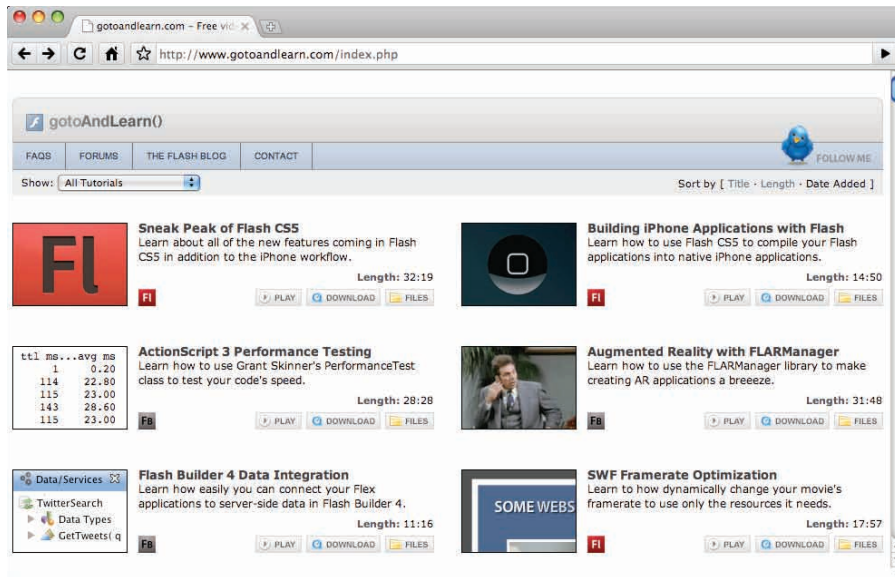 gotoandlearn.com – Free vid
http://www.gotoandlearn.com/index.php
gotoAndLearn()
FAQS FORUMS THE FLASH BLOG CONTACT
FOLLOW ME
Show: All Tutorials
Sort by [ Title · Length · Date Added ]
Fl
Sneak Peak of Flash CS5
Learn about all of the new features coming in Flash
CS5 in addition to the iPhone workflow.
Length: 32:19
Fl PLAY DOWNLOAD FILES
Building iPhone Applications with Flash
Learn how to use Flash CS5 to compile your Flash
applications into native iPhone applications.
Length: 14:50
Fl PLAY DOWNLOAD FILES
ttl ms...avg ms
1 0.20
114 22.80
115 23.00
143 28.60
115 23.00
ActionScript 3 Performance Testing
Learn how to use Grant Skinner's PerformanceTest
class to test your code's speed.
Length: 28:28
FB PLAY DOWNLOAD FILES
Augmented Reality with FLARManager
Learn how to use the FLARManager library to make
creating AR applications a breeeze.
Length: 31:48
FB PLAY DOWNLOAD FILES
Data/Services
TwitterSearch
Data Types
GetTweets( q
Flash Builder 4 Data Integration
Learn how easily you can connect your Flex
applications to server-side data in Flash Builder 4.
Length: 11:16
FB PLAY DOWNLOAD FILES
SOME WEBS
SWF Framerate Optimization
Learn to how dynamically change your movie's
framerate to use only the resources it needs.
Length: 17:57
Fl PLAY DOWNLOAD FILES